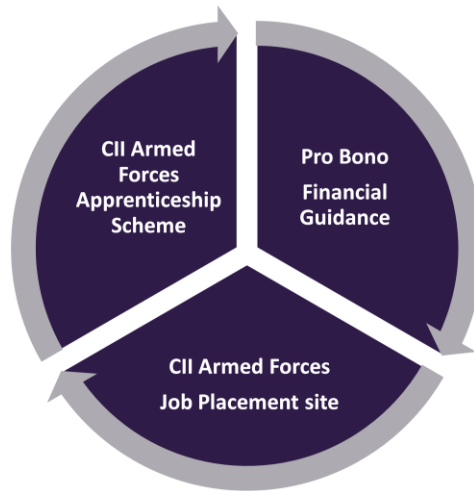 CII Armed
Forces
Apprenticeship
Scheme
Pro Bono
Financial
Guidance
CII Armed Forces
Job Placement site